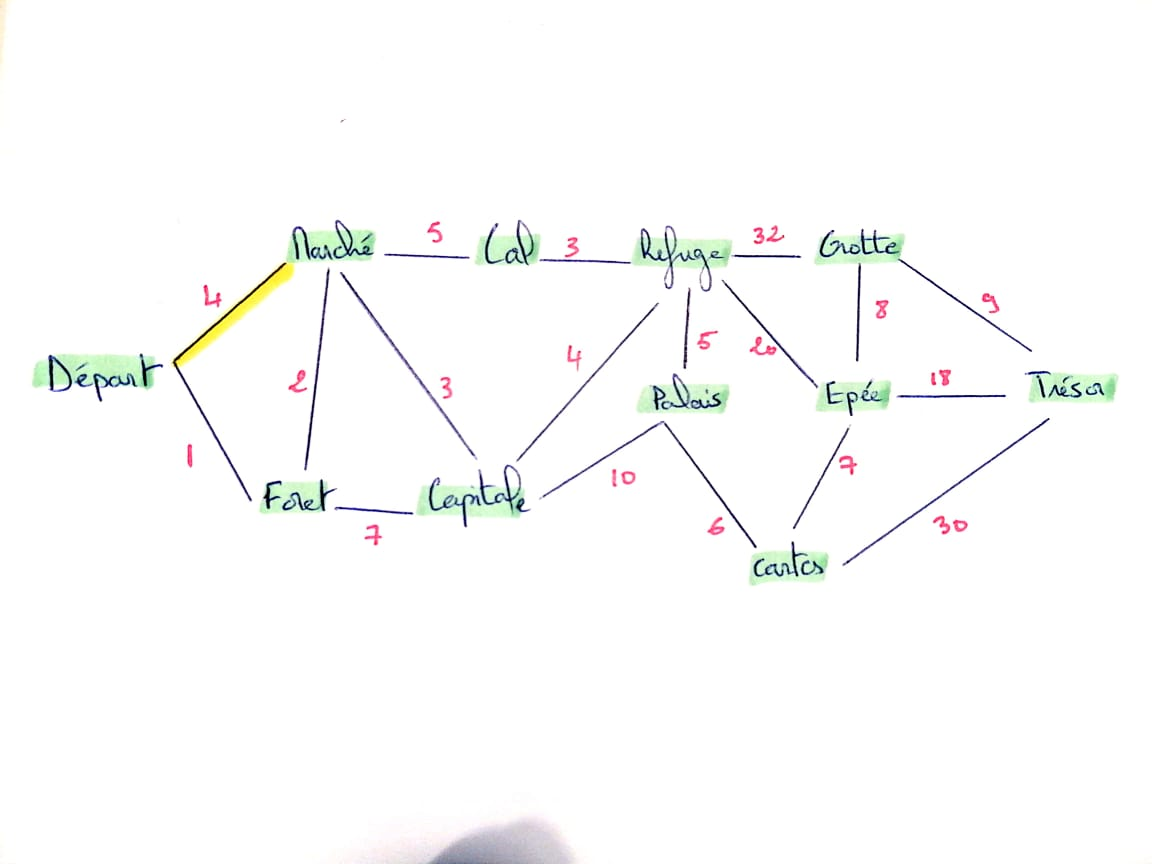 Marché 5 Col 3 Refuge 32 Grotte
4 8 9
Départ 2 3 4 5 20 Epée 18 Trésor
Palais
1 7
Foret 7 Capitale 10 6 30
Cartes